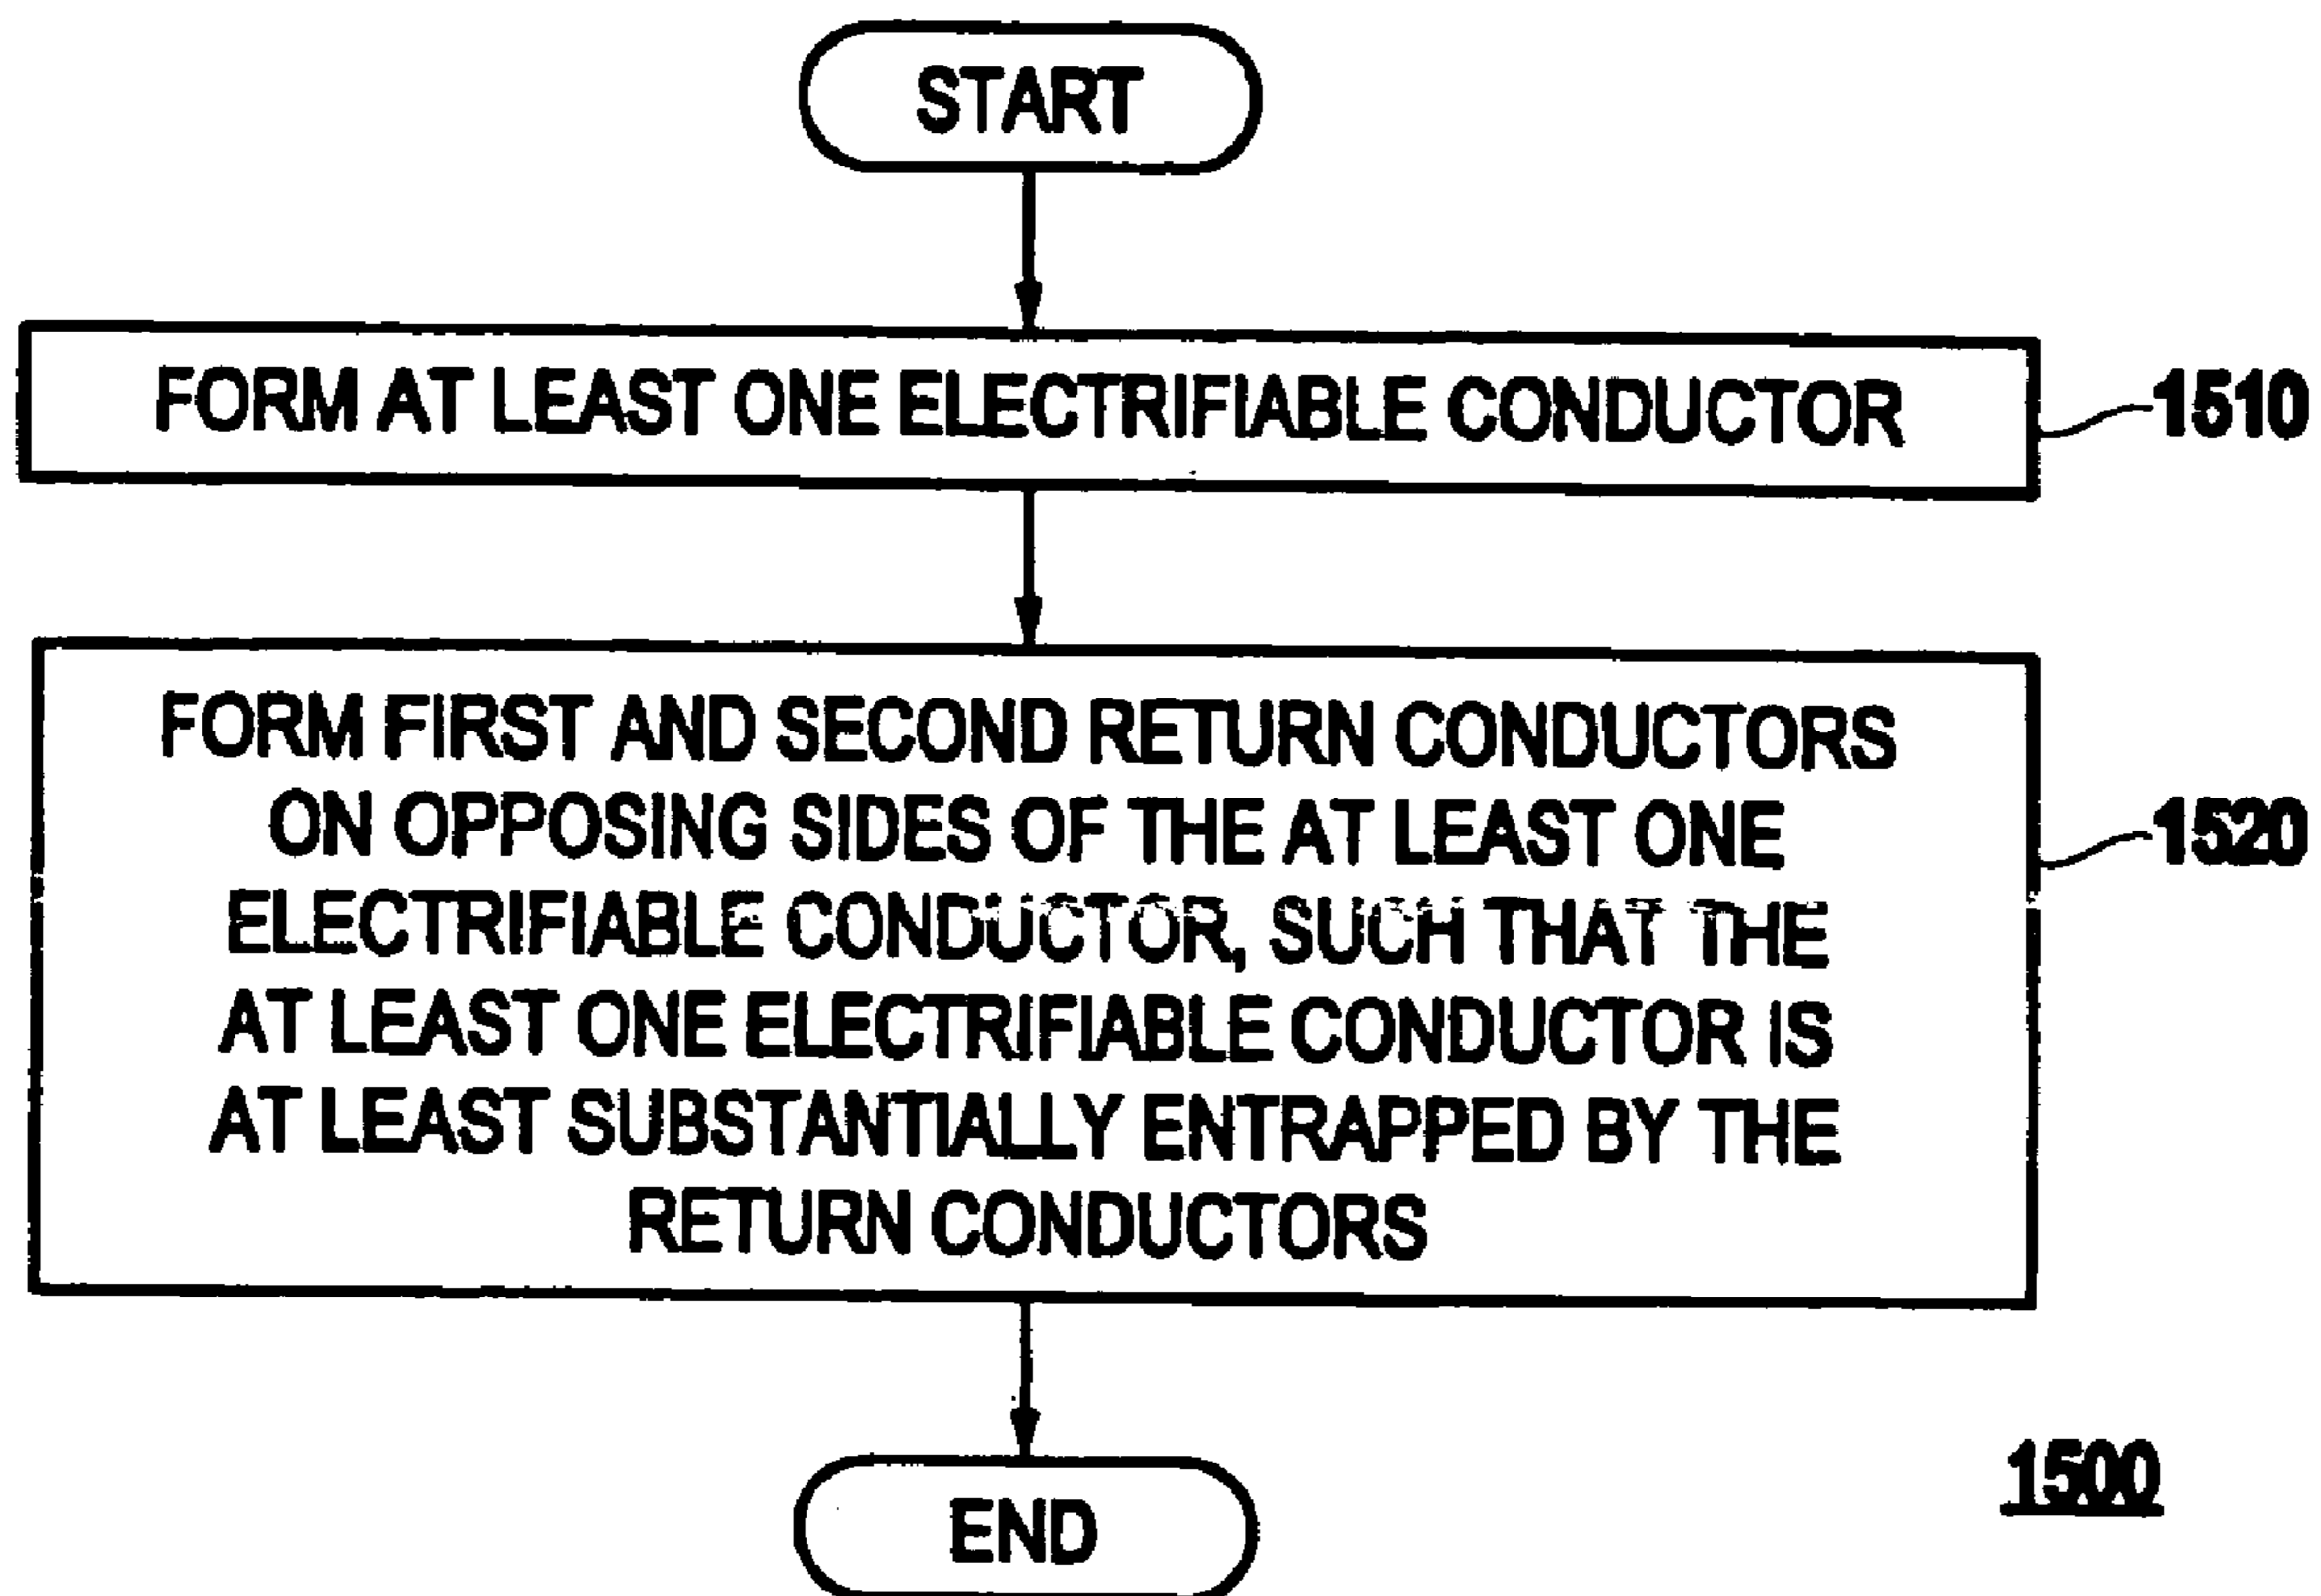 START
FORM AT LEAST ONE ELECTRIFIABLE CONDUCTOR
1510
FORM FIRST AND SECOND RETURN CONDUCTORS
ON OPPOSING SIDES OF THE AT LEAST ONE
ELECTRIFIABLE CONDUCTOR, SUCH THAT THE
AT LEAST ONE ELECTRIFIABLE CONDUCTOR IS
AT LEAST SUBSTANTIALLY ENTRAPPED BY THE
RETURN CONDUCTORS
1520
END
1500